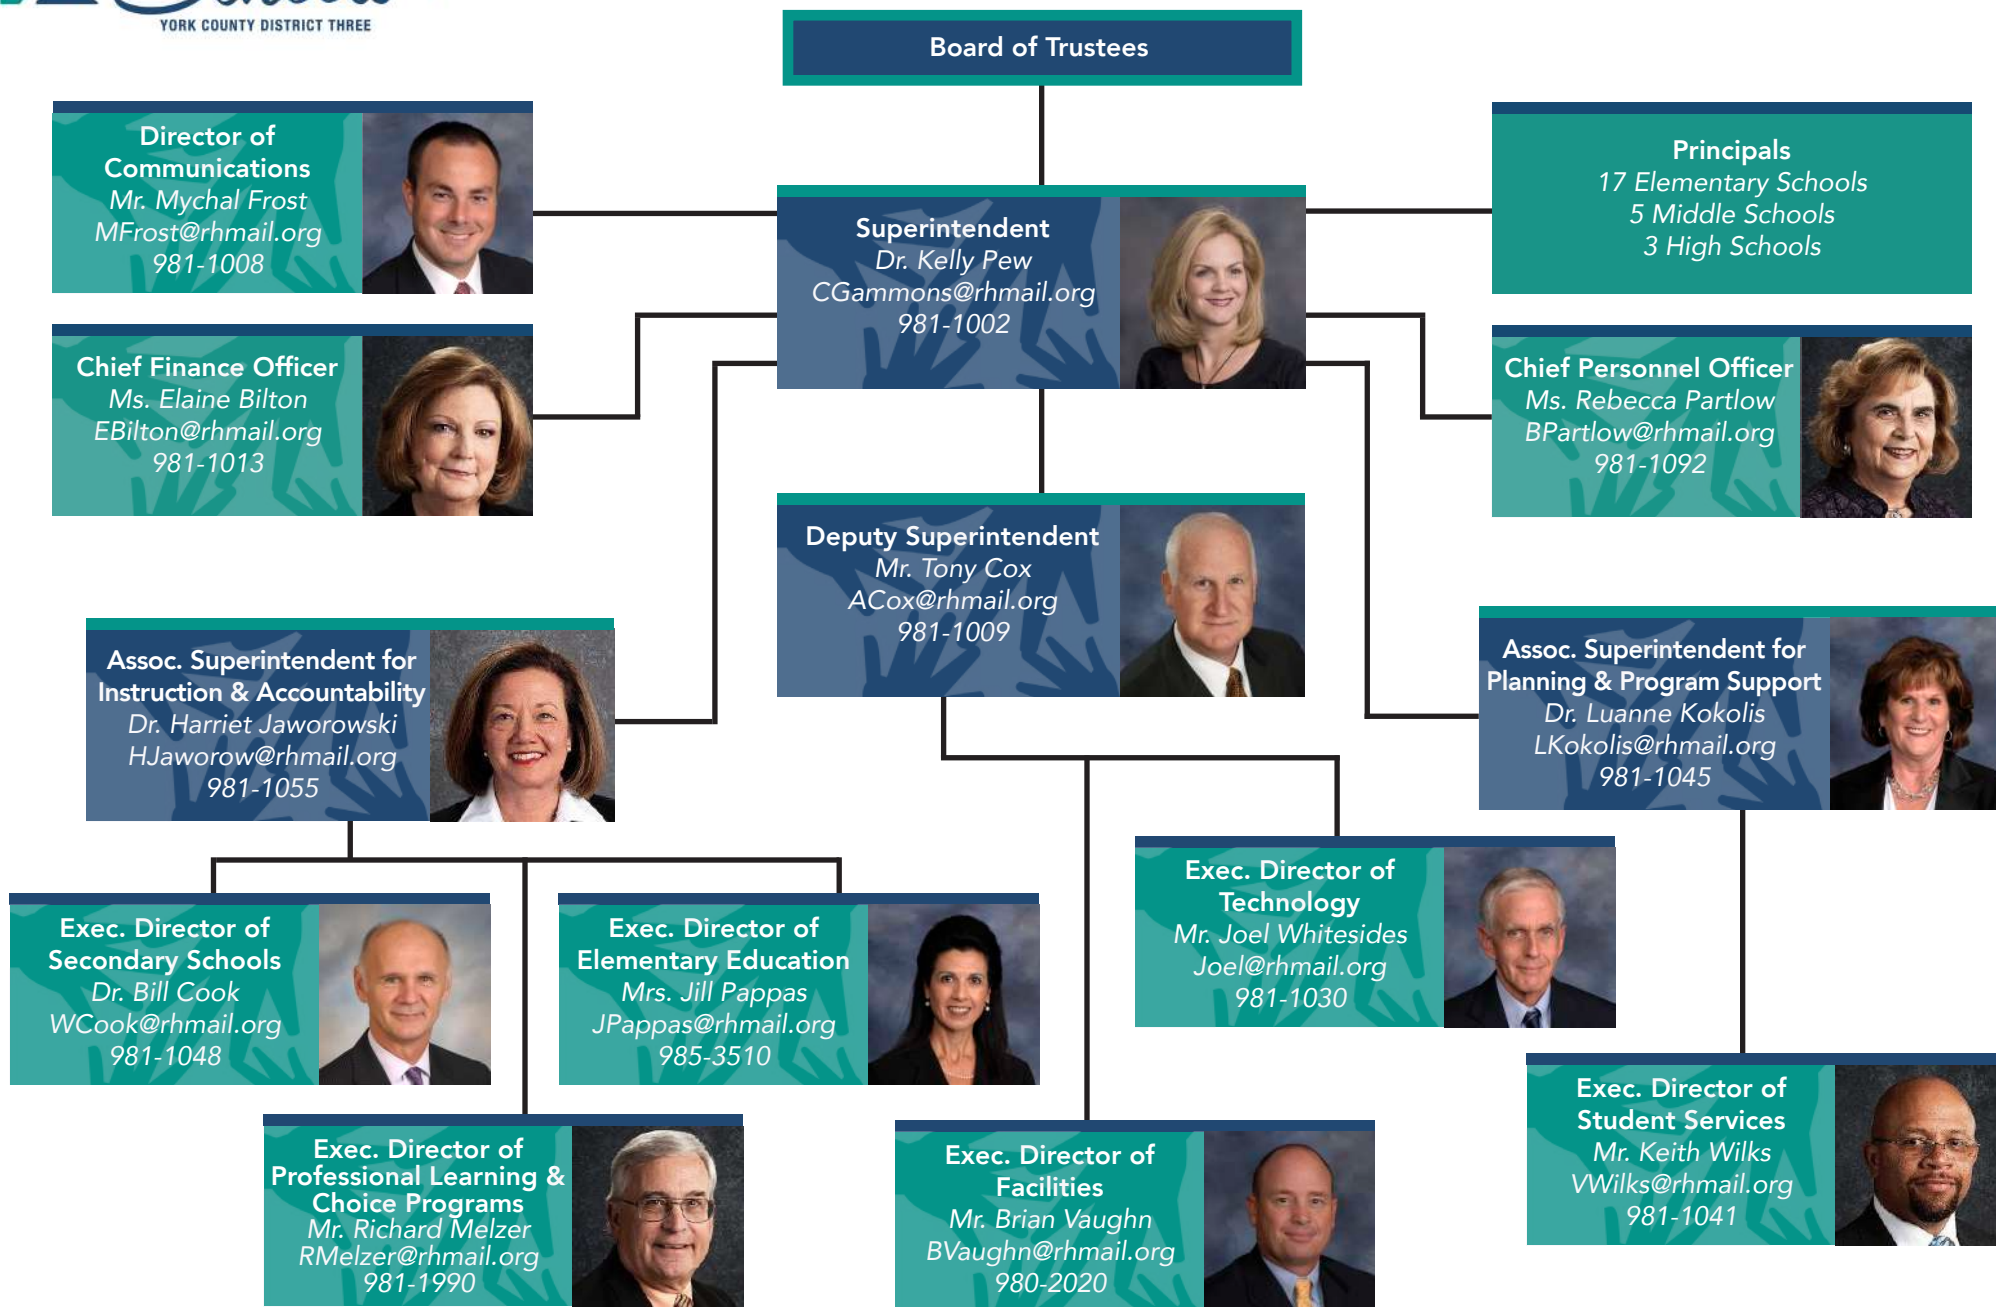 YORK COUNTY DISTRICT THREE
Board of Trustees
Director of
Communications
Mr. Mychal Frost
MFrost@rhmail.org
981-1008
Superintendent
Dr. Kelly Pew
CGammons@rhmail.org
981-1002
Principals
17 Elementary Schools
5 Middle Schools
3 High Schools
Chief Finance Officer
Ms. Elaine Bilton
EBilton@rhmail.org
981-1013
Chief Personnel Officer
Ms. Rebecca Partlow
BPartlow@rhmail.org
981-1092
Deputy Superintendent
Mr. Tony Cox
ACox@rhmail.org
981-1009
Assoc. Superintendent for
Instruction & Accountability
Dr. Harriet Jaworowski
HJaworow@rhmail.org
981-1055
Assoc. Superintendent for
Planning & Program Support
Dr. Luanne Kokolis
LKokolis@rhmail.org
981-1045
Exec. Director of
Secondary Schools
Dr. Bill Cook
WCook@rhmail.org
981-1048
Exec. Director of
Elementary Education
Mrs. Jill Pappas
JPappas@rhmail.org
985-3510
Exec. Director of
Technology
Mr. Joel Whitesides
Joel@rhmail.org
981-1030
Exec. Director of
Professional Learning &
Choice Programs
Mr. Richard Melzer
RMelzer@rhmail.org
981-1990
Exec. Director of
Facilities
Mr. Brian Vaughn
BVaughn@rhmail.org
980-2020
Exec. Director of
Student Services
Mr. Keith Wilks
VWilks@rhmail.org
981-1041